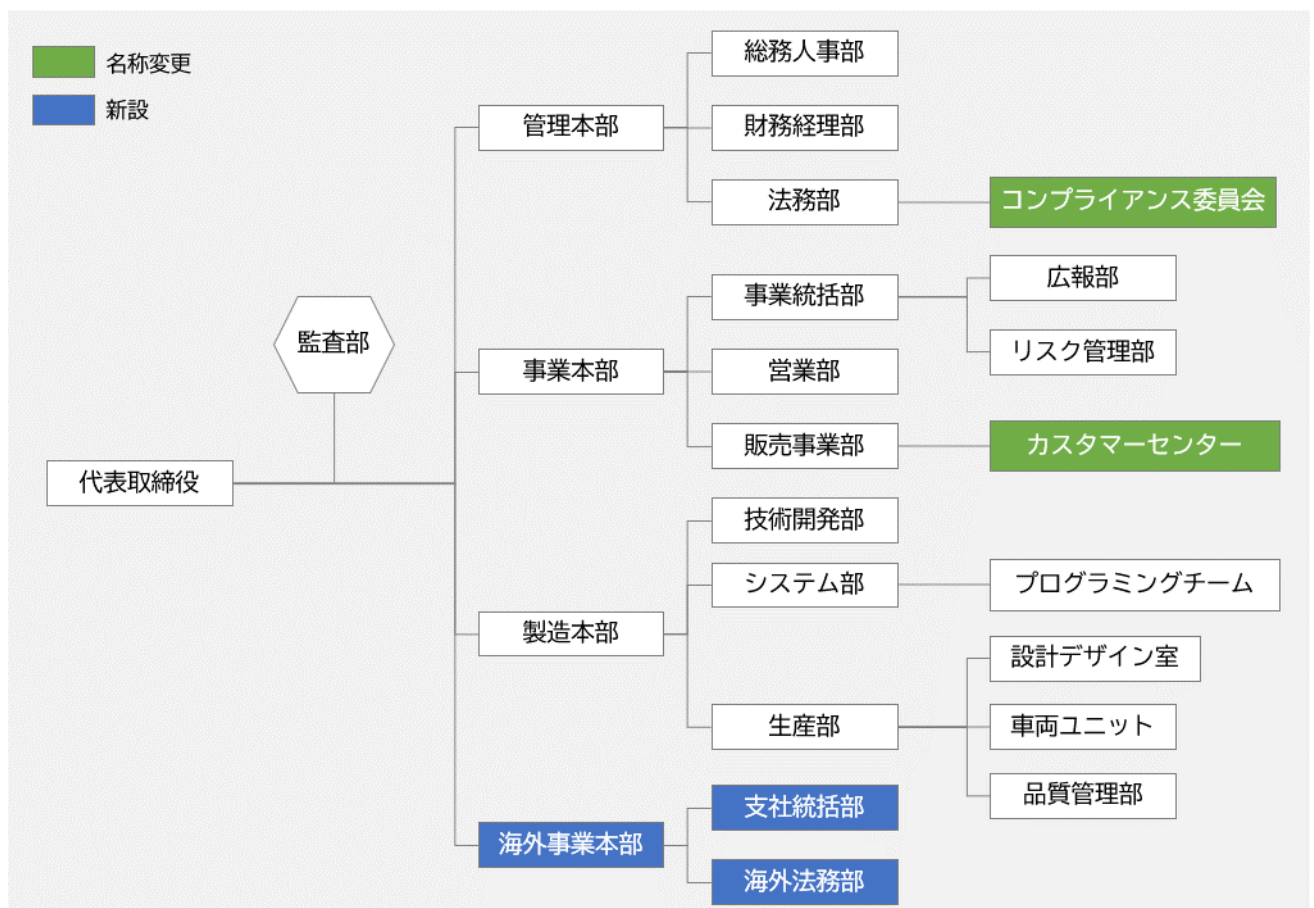 名称変更
新設
代表取締役
監査部
管理本部
総務人事部
財務経理部
法務部
コンプライアンス委員会
事業本部
事業統括部
広報部
リスク管理部
営業部
販売事業部
カスタマーセンター
製造本部
技術開発部
システム部
プログラミングチーム
生産部
設計デザイン室
車両ユニット
品質管理部
海外事業本部
支社統括部
海外法務部